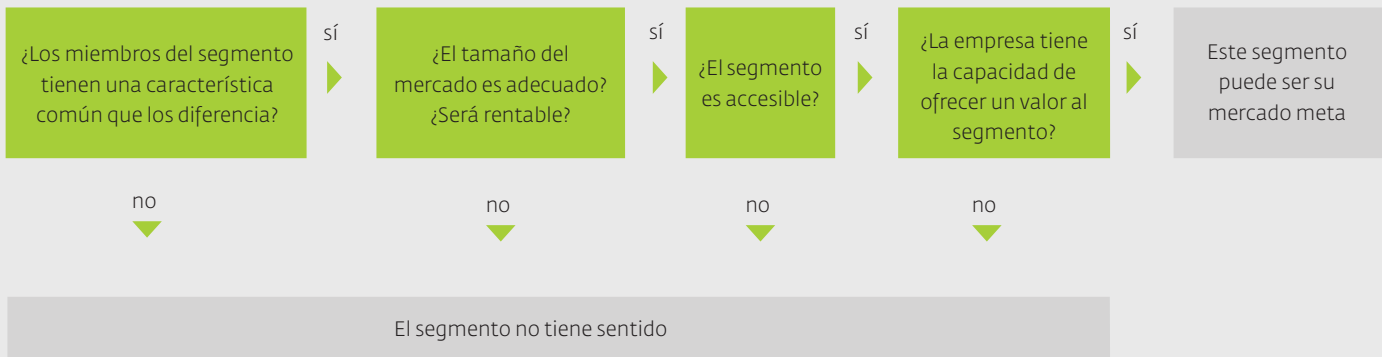 ¿Los miembros del segmento
tienen una característica
común que los diferencia?
sí
¿El tamaño del
mercado es adecuado?
¿Será rentable?
sí
¿El segmento
es accesible?
sí
¿La empresa tiene
la capacidad de
ofrecer un valor al
segmento?
sí
Este segmento
puede ser su
mercado meta
no
no
no
no
El segmento no tiene sentido